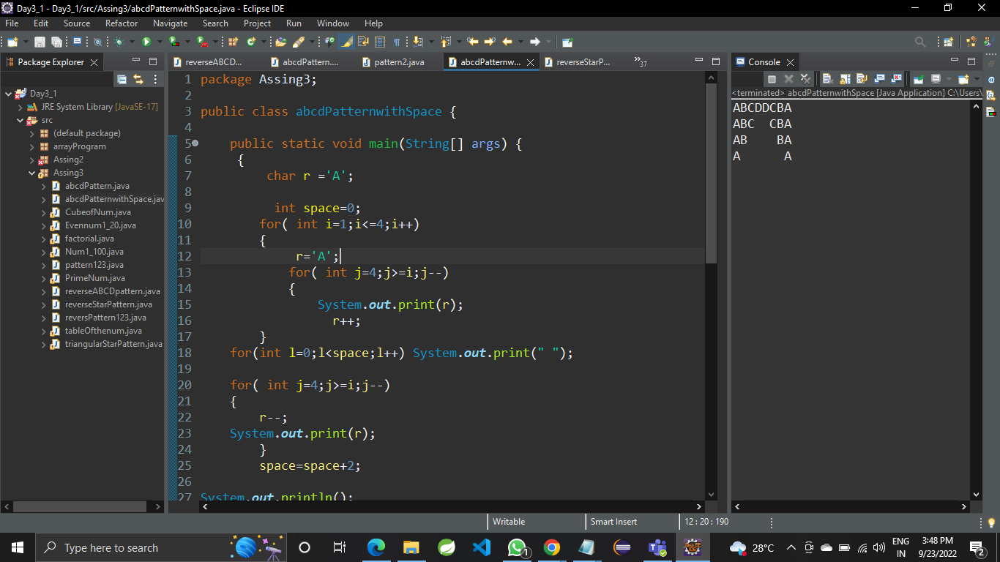 Day3_1 - Day3_1/src/Assing3/abcdPatternwithSpace.java - Eclipse IDE
File Edit Source Refactor Navigate Search Project Run Window Help
Package Explorer
Day3_1
JRE System Library [JavaSE-17]
src
(default package)
arrayProgram
Assing2
Assing3
abcdPattern.java
abcdPatternwithSpace.jav
CubeofNum.java
Evennum1_20.java
factorial.java
Num1_100.java
pattern123.java
PrimeNum.java
reverseABCDpattern.java
reverseStarPattern.java
reversPattern123.java
tableOfthenum.java
triangularStarPattern.java
reverseABCD... abcdPattern.... pattern2.java abcdPatternw... reverseStarP... »37
1 package Assing3;
2
3 public class abcdPatternwithSpace {
4
5 public static void main(String[] args) {
6 {
7 char r ='A';
8
9 int space=0;
10 for( int i=1;i<=4;i++)
11 {
12 r='A';
13 for( int j=4;j>=i;j--)
14 {
15 System.out.print(r);
16 r++;
17 }
18 for(int l=0;l<space;l++) System.out.print(" ");
19
20 for( int j=4;j>=i;j--)
21 {
22 r--;
23 System.out.print(r);
24 }
25 space=space+2;
26
27 System.out.println();
Console
<terminated> abcdPatternwithSpace [Java Application] C:\Users\
ABCDDCBA
ABC  CBA
AB    BA
A      A
Writable Smart Insert 12 : 20 : 190
Type here to search
1
28°C
ENG
IN
3:48 PM
9/23/2022
2